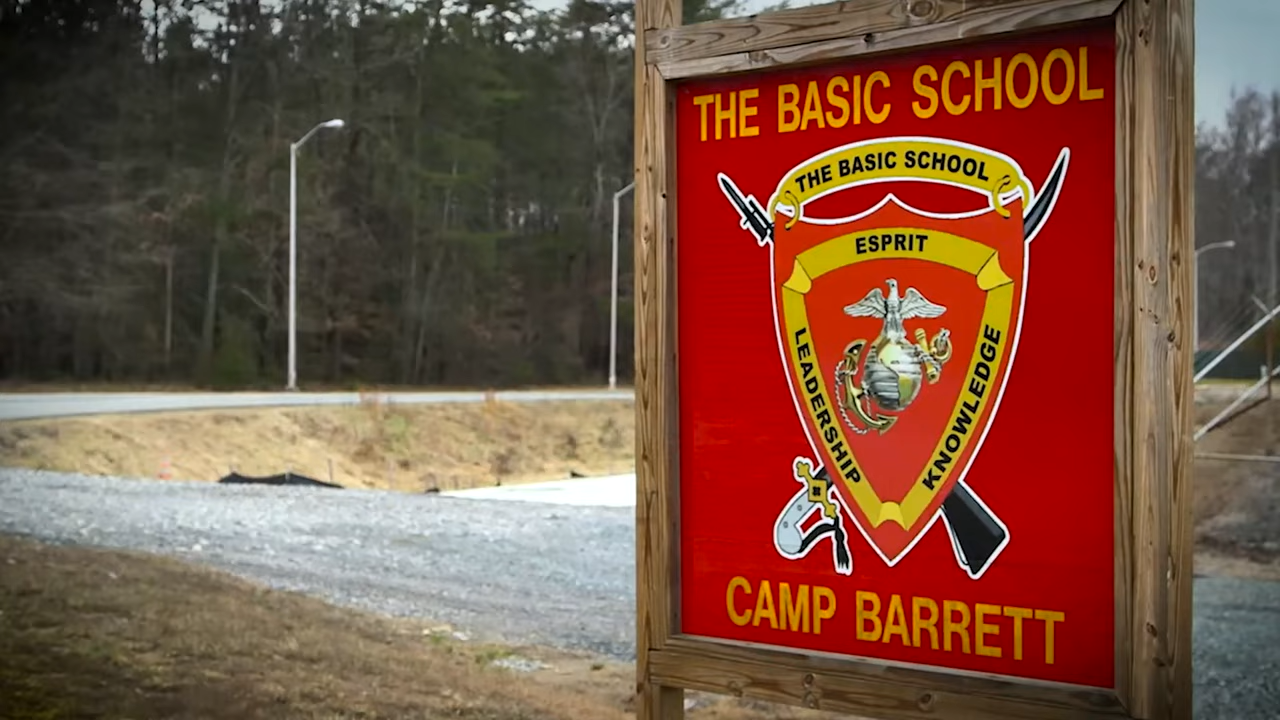 THE BASIC SCHOOL
THE BASIC SCHOOL
ESPRIT
LEADERSHIP
KNOWLEDGE
CAMP BARRETT